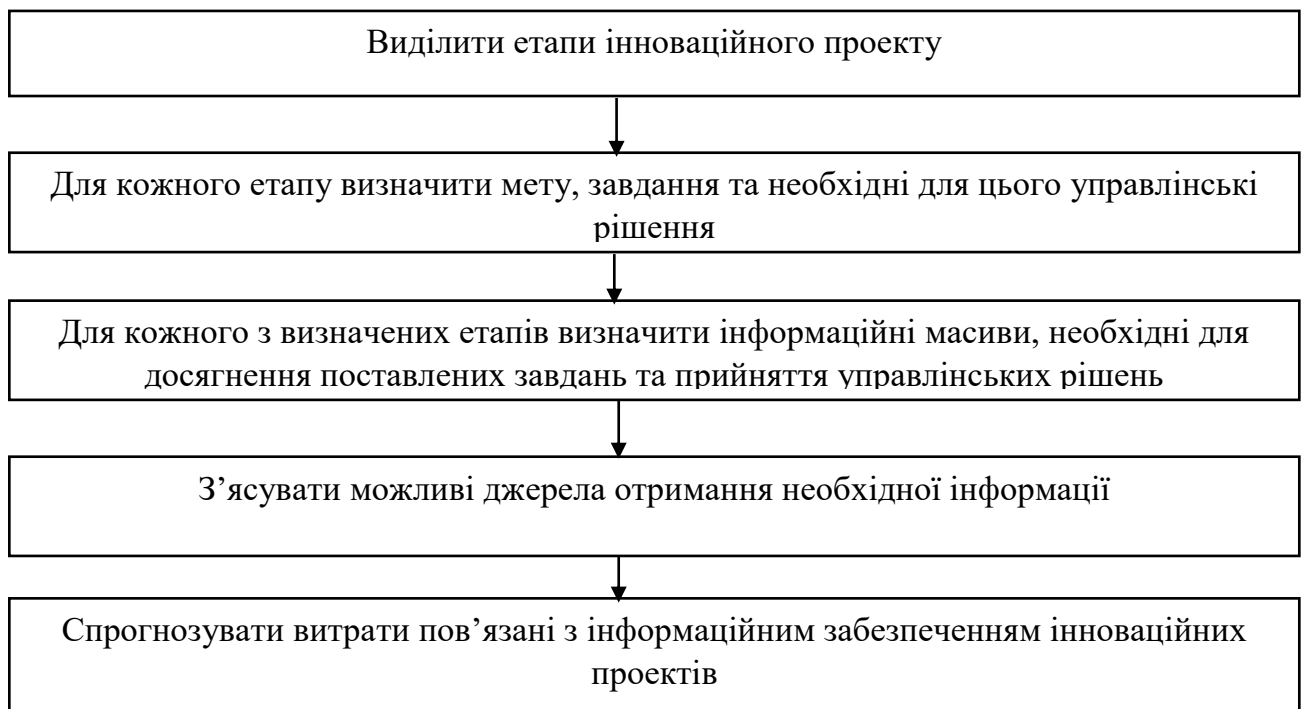 Виділити етапи інноваційного проекту
Для кожного етапу визначити мету, завдання та необхідні для цього управлінські
рішення
Для кожного з визначених етапів визначити інформаційні масиви, необхідні для
досягнення поставлених завдань та прийняття управлінських рішень
З’ясувати можливі джерела отримання необхідної інформації
Спрогнозувати витрати пов’язані з інформаційним забезпеченням інноваційних
проектів